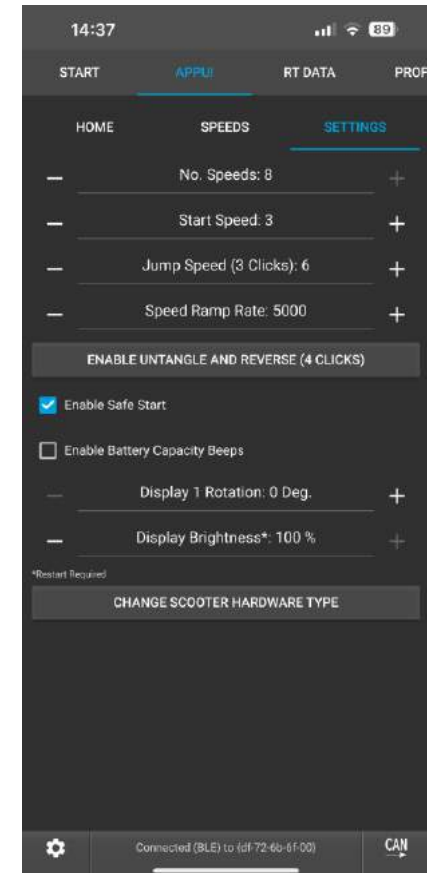 14:37
89
START APPUI RT DATA PROF
HOME SPEEDS SETTINGS
No. Speeds: 8
Start Speed: 3
Jump Speed (3 Clicks): 6
Speed Ramp Rate: 5000
ENABLE UNTANGLE AND REVERSE (4 CLICKS)
Enable Safe Start
Enable Battery Capacity Beeps
Display 1 Rotation: 0 Deg.
Display Brightness*: 100 %
*Restart Required
CHANGE SCOOTER HARDWARE TYPE
Connected (BLE) to (df-72-6b-6f-00)
CAN